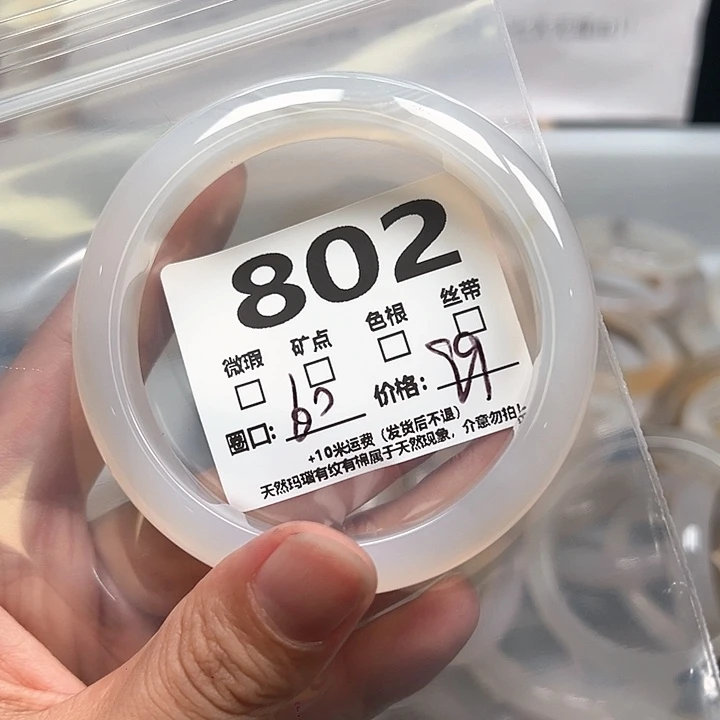 802
微瑕 矿点 色根 丝带
圈口: 62 价格: 89
+10米运费（发货后不退）
天然玛瑙有纹有棉属于天然现象，介意勿拍！